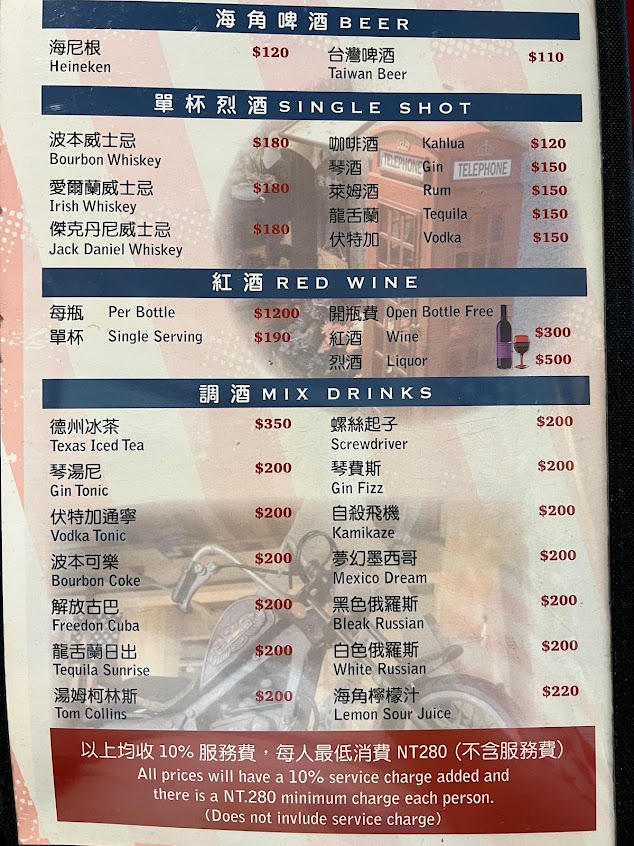 海角啤酒 BEER
海尼根 $120
Heineken
台灣啤酒 $110
Taiwan Beer
單杯烈酒 SINGLE SHOT
波本威士忌 $180
Bourbon Whiskey
愛爾蘭威士忌 $180
Irish Whiskey
傑克丹尼威士忌 $180
Jack Daniel Whiskey
咖啡酒 Kahlua $120
琴酒 Gin $150
萊姆酒 Rum $150
龍舌蘭 Tequila $150
伏特加 Vodka $150
TELEPHONE TELEPHONE
紅酒 RED WINE
每瓶 Per Bottle $1200
單杯 Single Serving $190
開瓶費 Open Bottle Free
紅酒 Wine $300
烈酒 Liquor $500
調酒 MIX DRINKS
德州冰茶 $350
Texas Iced Tea
琴湯尼 $200
Gin Tonic
伏特加通寧 $200
Vodka Tonic
波本可樂 $200
Bourbon Coke
解放古巴 $200
Freedon Cuba
龍舌蘭日出 $200
Tequila Sunrise
湯姆柯林斯 $200
Tom Collins
螺絲起子 $200
Screwdriver
琴費斯 $200
Gin Fizz
自殺飛機 $200
Kamikaze
夢幻墨西哥 $200
Mexico Dream
黑色俄羅斯 $200
Bleak Russian
白色俄羅斯 $200
White Russian
海角檸檬汁 $220
Lemon Sour Juice
以上均收 10% 服務費，每人最低消費 NT280（不含服務費）
All prices will have a 10% service charge added and
there is a NT.280 minimum charge each person.
(Does not invlude service charge)